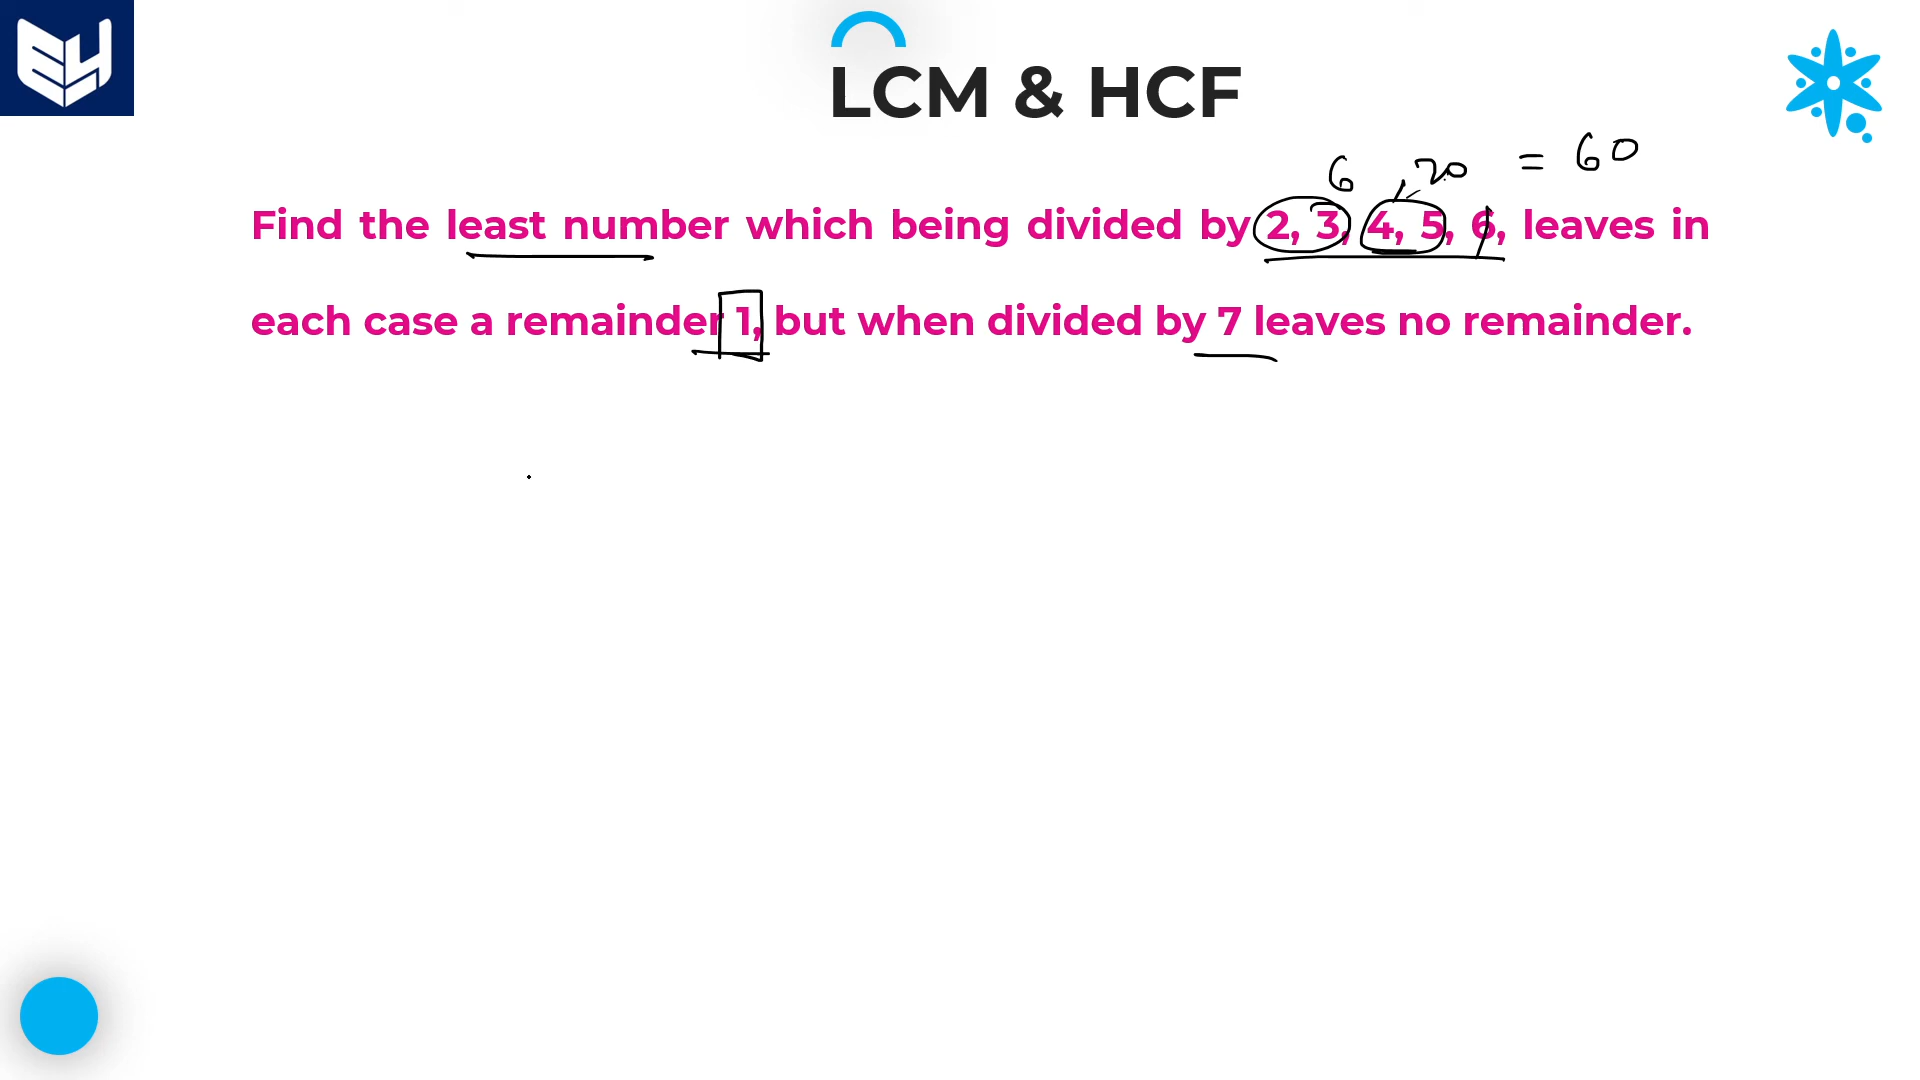 LCM & HCF
6 , 20 = 60
Find the least number which being divided by 2, 3, 4, 5, 6, leaves in
each case a remainder 1, but when divided by 7 leaves no remainder.